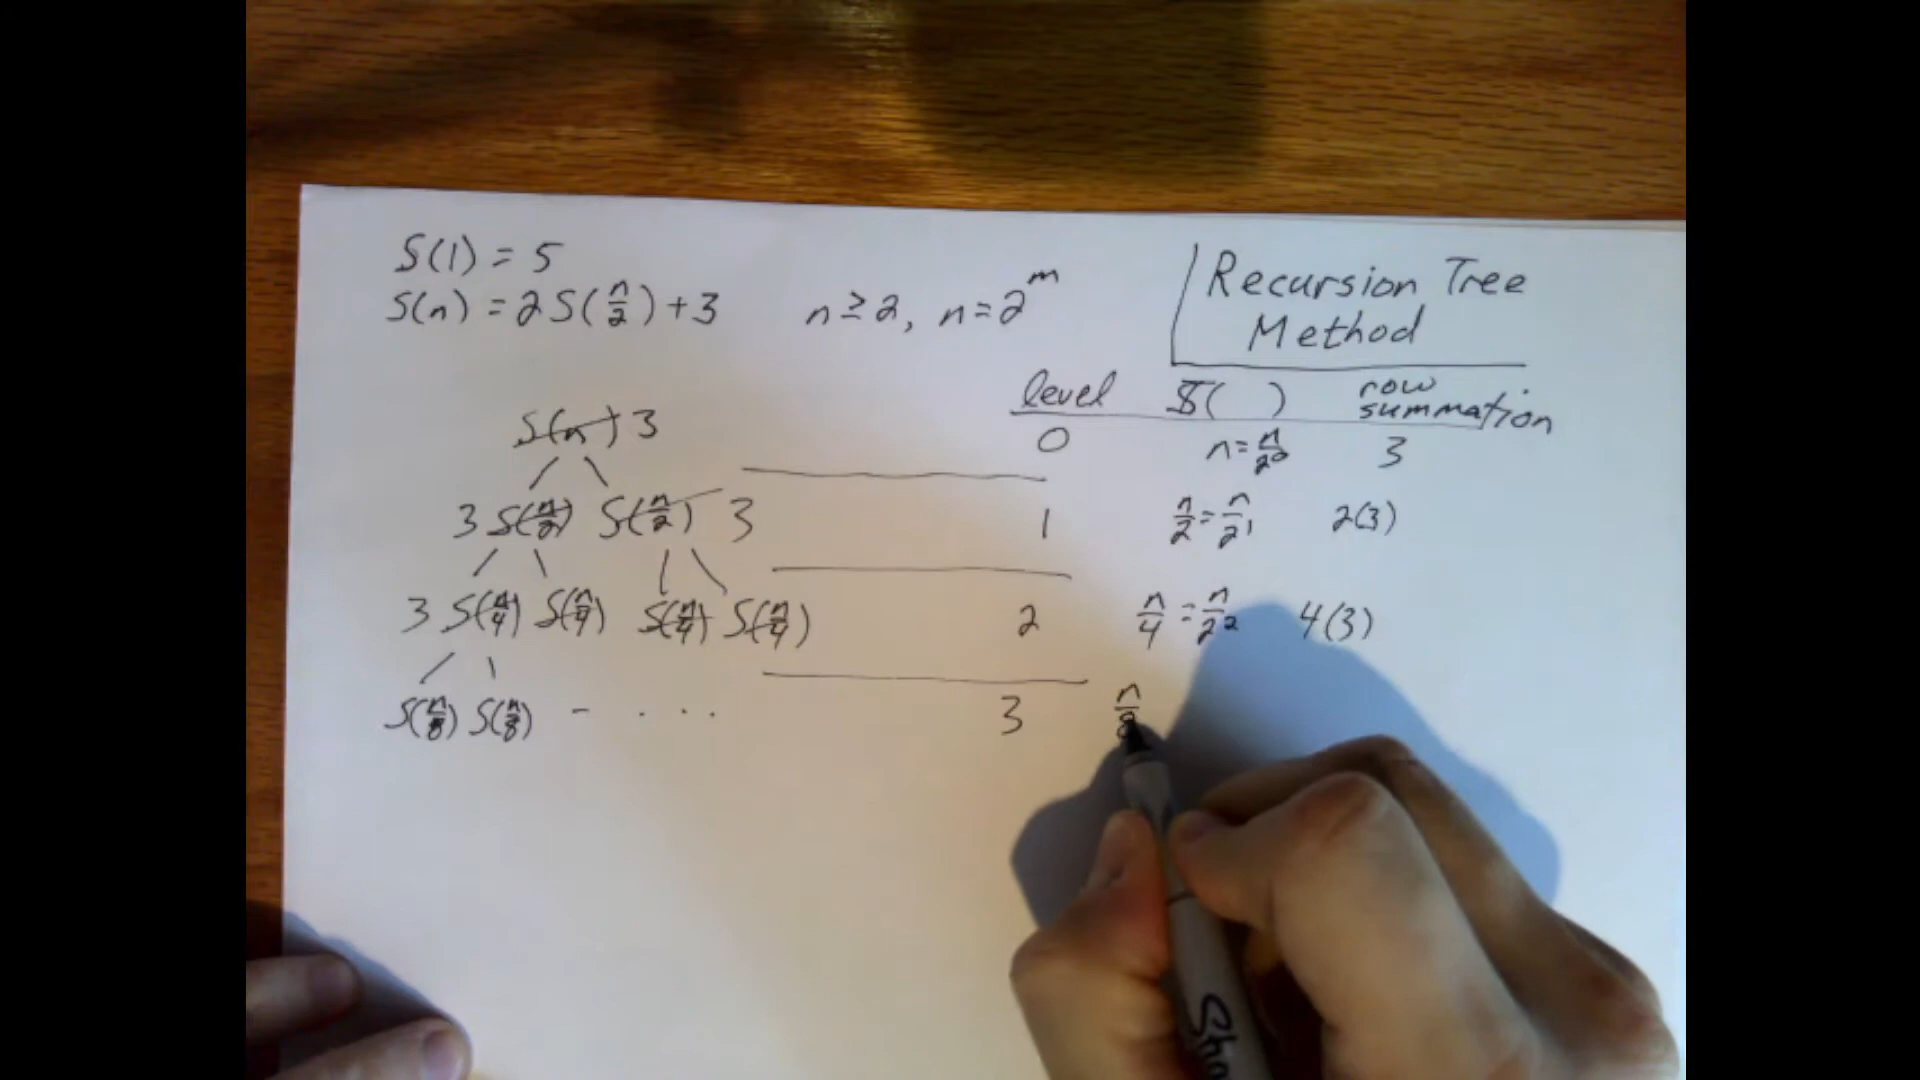 S(1) = 5
S(n) = 2S(n/2) + 3    n ≥ 2, n = 2^m
Recursion Tree
Method
level    S( )    row summation
S(n) 3    0    n = n/2^0    3
3 S(n/2) S(n/2) 3    1    n/2 = n/2^1    2(3)
3 S(n/4) S(n/4) S(n/4) S(n/4)    2    n/4 = n/2^2    4(3)
S(n/8) S(n/8) - . . .    3    n/8
Sha